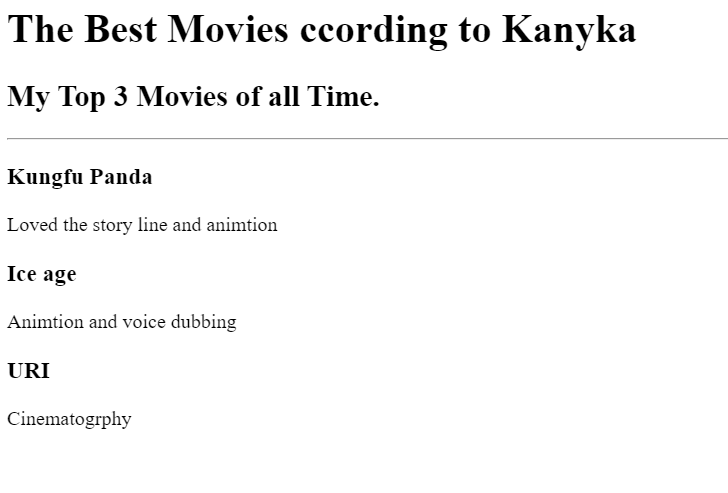 The Best Movies ccording to Kanyka
My Top 3 Movies of all Time.
Kungfu Panda
Loved the story line and animtion
Ice age
Animtion and voice dubbing
URI
Cinematogrphy